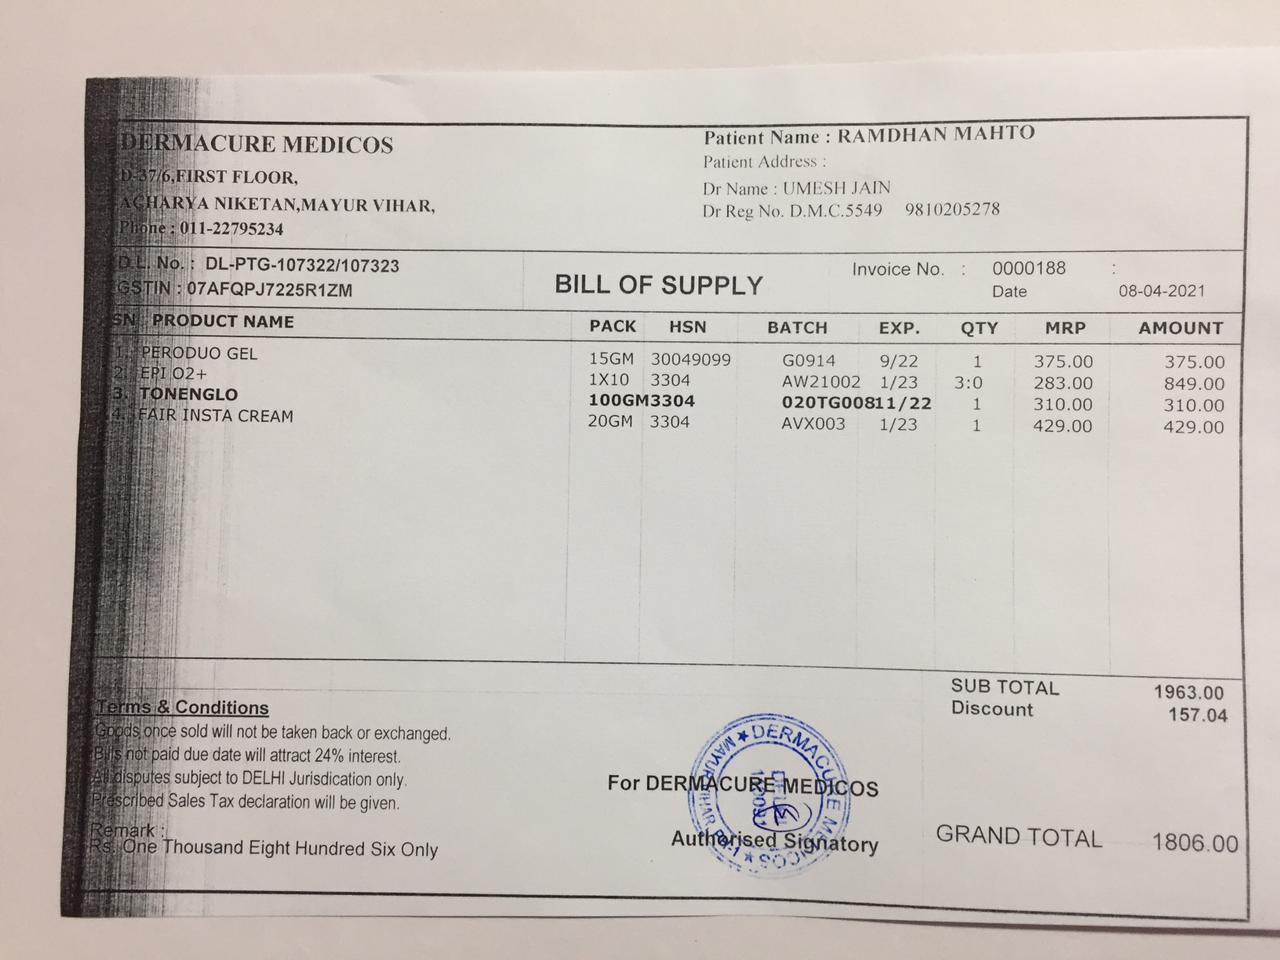 DERMACURE MEDICOS
D-37/6,FIRST FLOOR,
ACHARYA NIKETAN,MAYUR VIHAR,
Phone : 011-22795234
Patient Name : RAMDHAN MAHTO
Patient Address :
Dr Name : UMESH JAIN
Dr Reg No. D.M.C.5549 9810205278
D.L. No. : DL-PTG-107322/107323
GSTIN : 07AFQPJ7225R1ZM
BILL OF SUPPLY
Invoice No. : 0000188 :
Date 08-04-2021
SN PRODUCT NAME PACK HSN BATCH EXP. QTY MRP AMOUNT
1. PERODUO GEL 15GM 30049099 G0914 9/22 1 375.00 375.00
2. EPI O2+ 1X10 3304 AW21002 1/23 3:0 283.00 849.00
3. TONENGLO 100GM3304 020TG00811/22 1 310.00 310.00
4. FAIR INSTA CREAM 20GM 3304 AVX003 1/23 1 429.00 429.00
SUB TOTAL 1963.00
Discount 157.04
Terms & Conditions
Goods once sold will not be taken back or exchanged.
Bills not paid due date will attract 24% interest.
All disputes subject to DELHI Jurisdication only.
Prescribed Sales Tax declaration will be given.
Remark :
Rs. One Thousand Eight Hundred Six Only
For DERMACURE MEDICOS
Authorised Signatory
★ DERMACURE MEDICOS ★
MAYUR VIHAR PH-1
GRAND TOTAL 1806.00